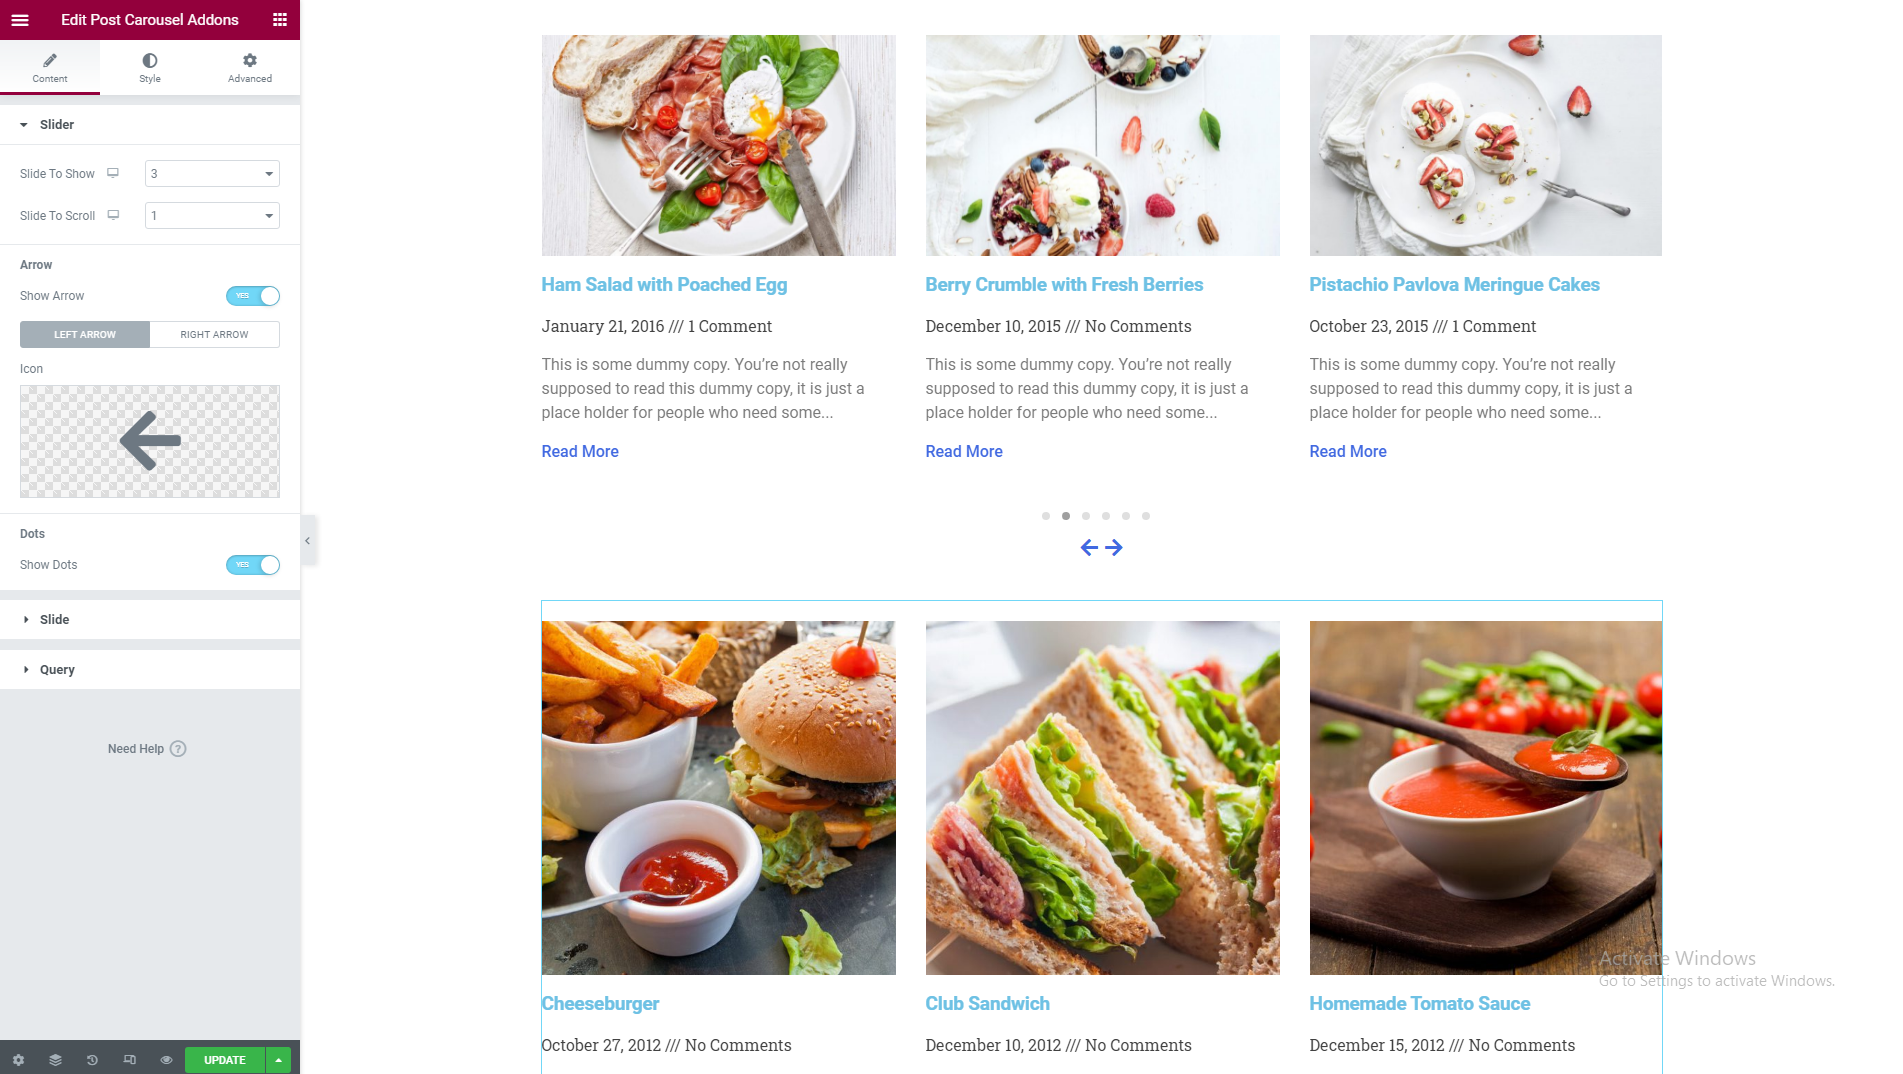 Edit Post Carousel Addons
Content
Style
Advanced
Slider
Slide To Show
3
Slide To Scroll
1
Arrow
Show Arrow
YES
LEFT ARROW
RIGHT ARROW
Icon
Dots
Show Dots
YES
Slide
Query
Need Help ?
UPDATE
Ham Salad with Poached Egg
January 21, 2016 /// 1 Comment
This is some dummy copy. You’re not really
supposed to read this dummy copy, it is just a
place holder for people who need some...
Read More
Berry Crumble with Fresh Berries
December 10, 2015 /// No Comments
This is some dummy copy. You’re not really
supposed to read this dummy copy, it is just a
place holder for people who need some...
Read More
Pistachio Pavlova Meringue Cakes
October 23, 2015 /// 1 Comment
This is some dummy copy. You’re not really
supposed to read this dummy copy, it is just a
place holder for people who need some...
Read More
Cheeseburger
October 27, 2012 /// No Comments
Club Sandwich
December 10, 2012 /// No Comments
Homemade Tomato Sauce
December 15, 2012 /// No Comments
Activate Windows
Go to Settings to activate Windows.